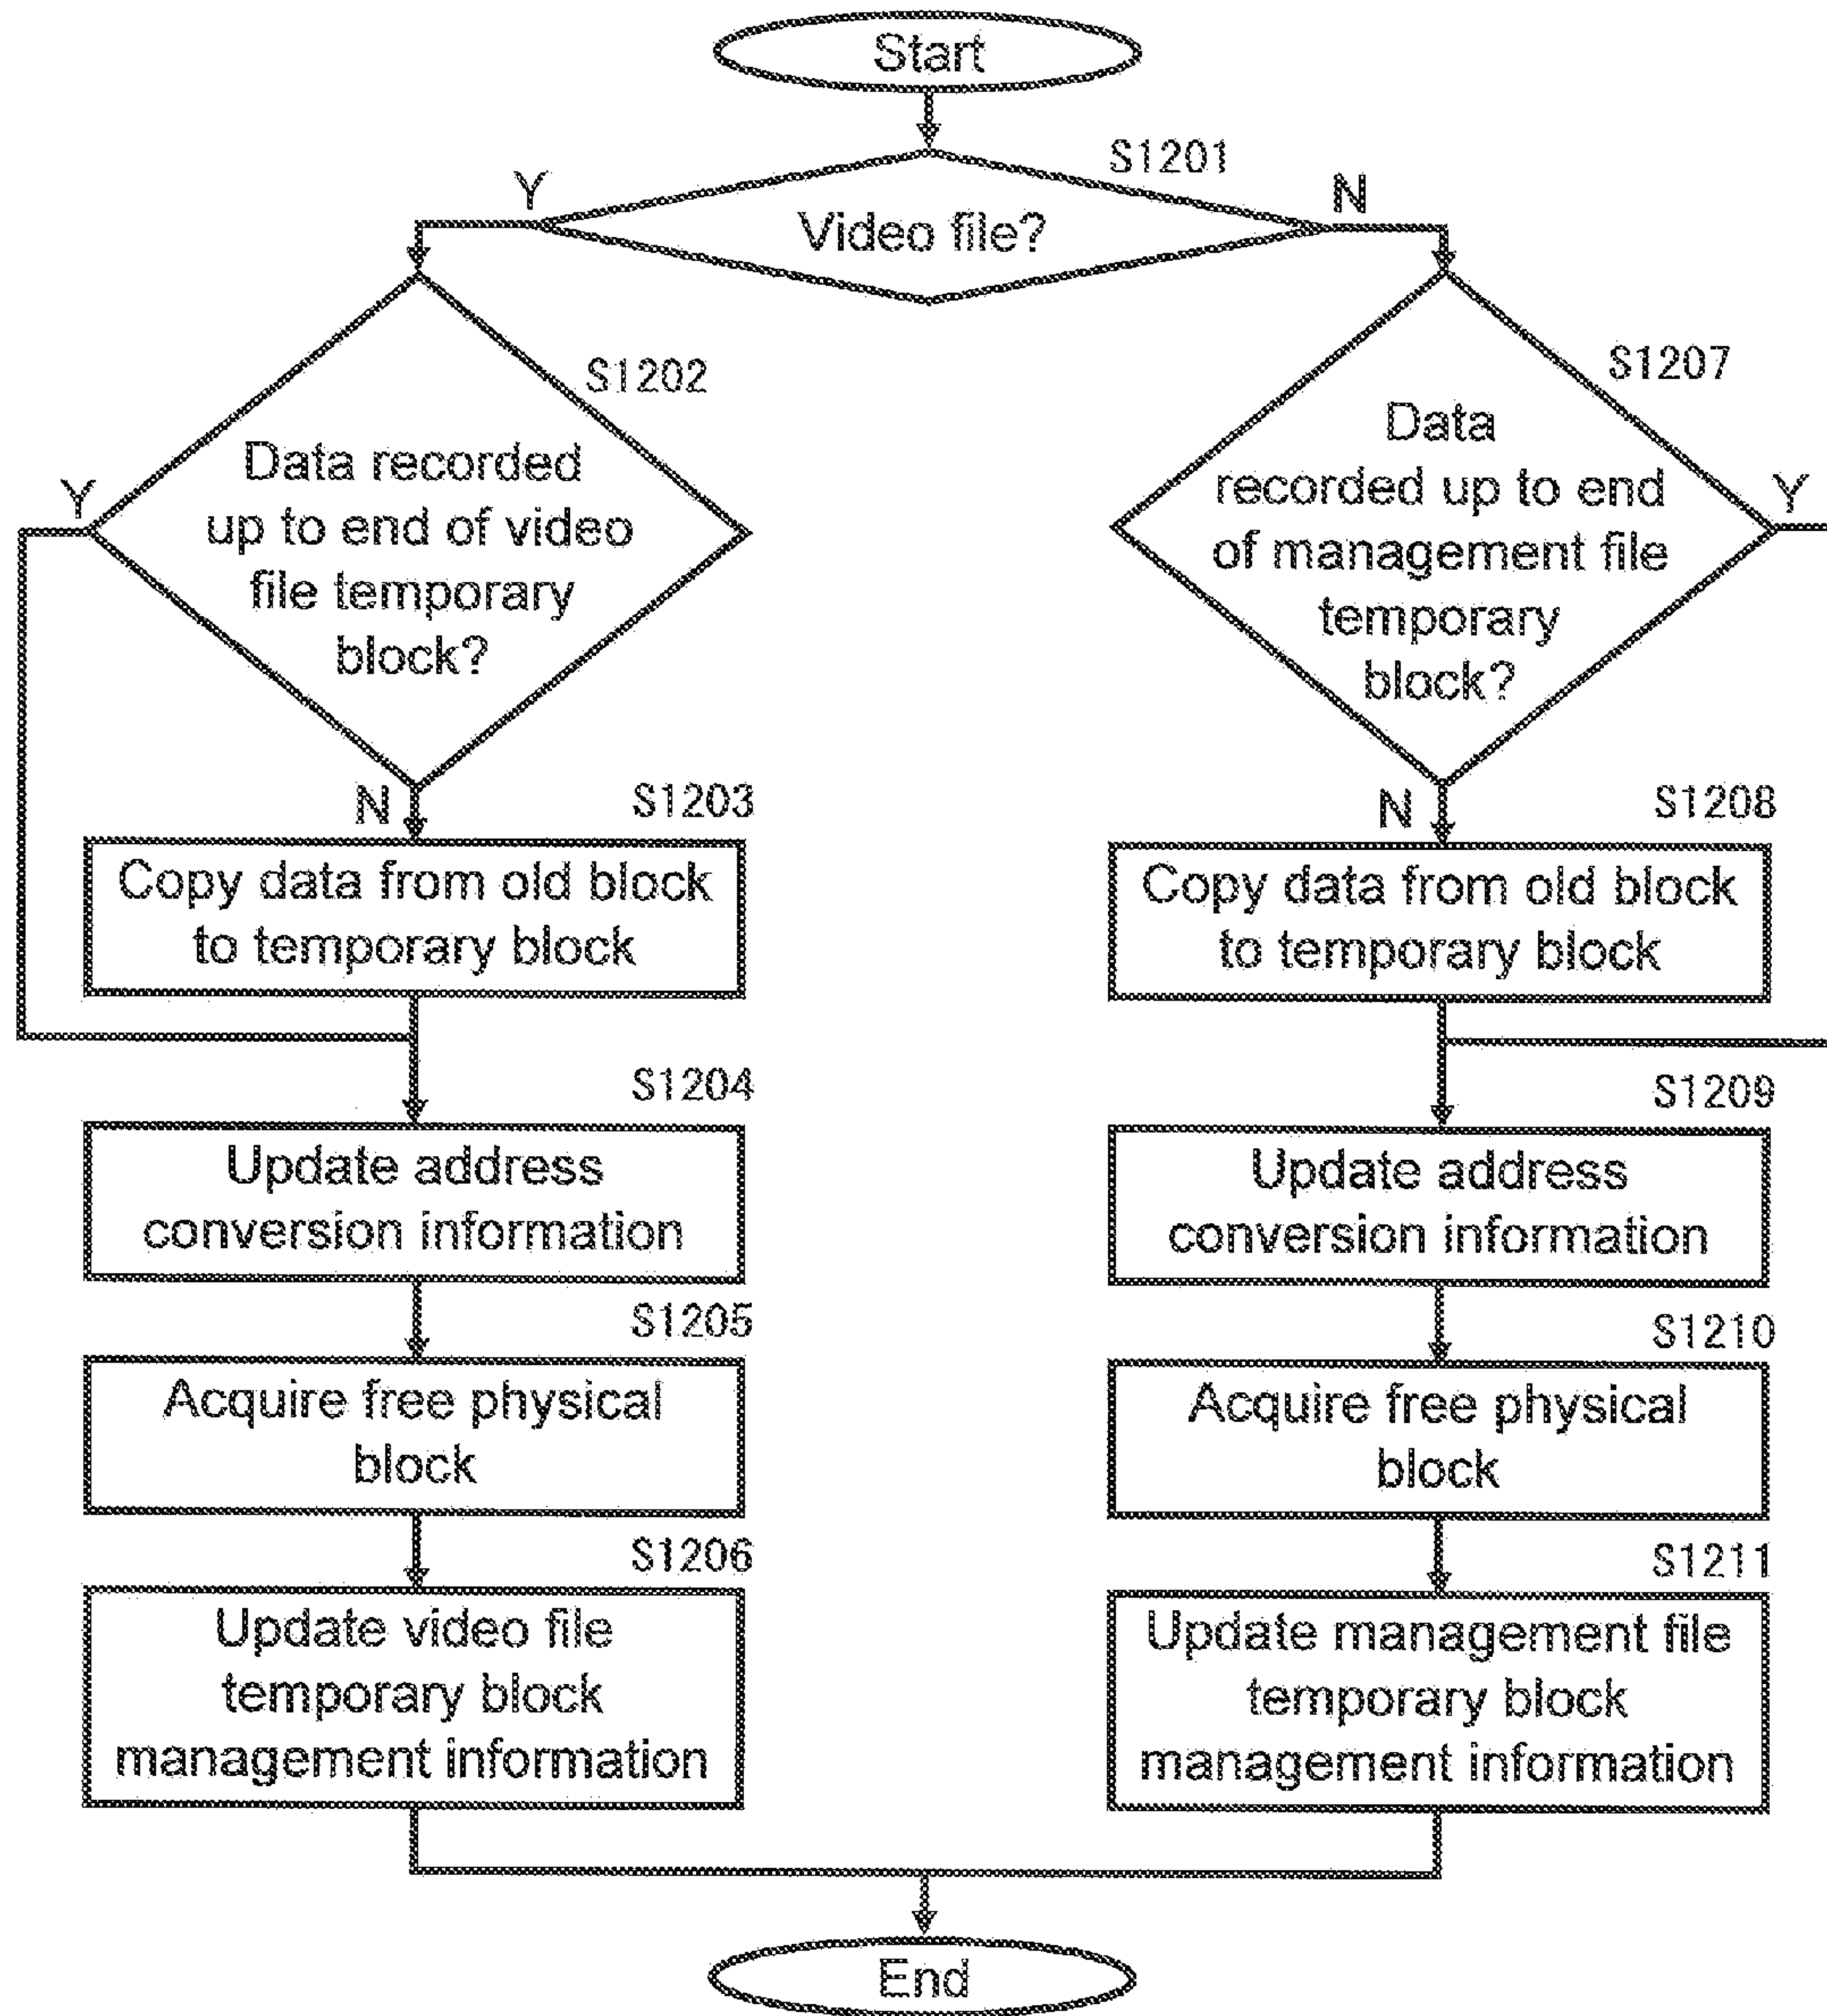 Start
S1201
Y
N
Video file?
S1202
Data recorded
up to end of video
file temporary
block?
Y
N
S1203
Copy data from old block
to temporary block
S1204
Update address
conversion information
S1205
Acquire free physical
block
S1206
Update video file
temporary block
management information
S1207
Data
recorded up to end
of management file
temporary
block?
Y
N
S1208
Copy data from old block
to temporary block
S1209
Update address
conversion information
S1210
Acquire free physical
block
S1211
Update management file
temporary block
management information
End